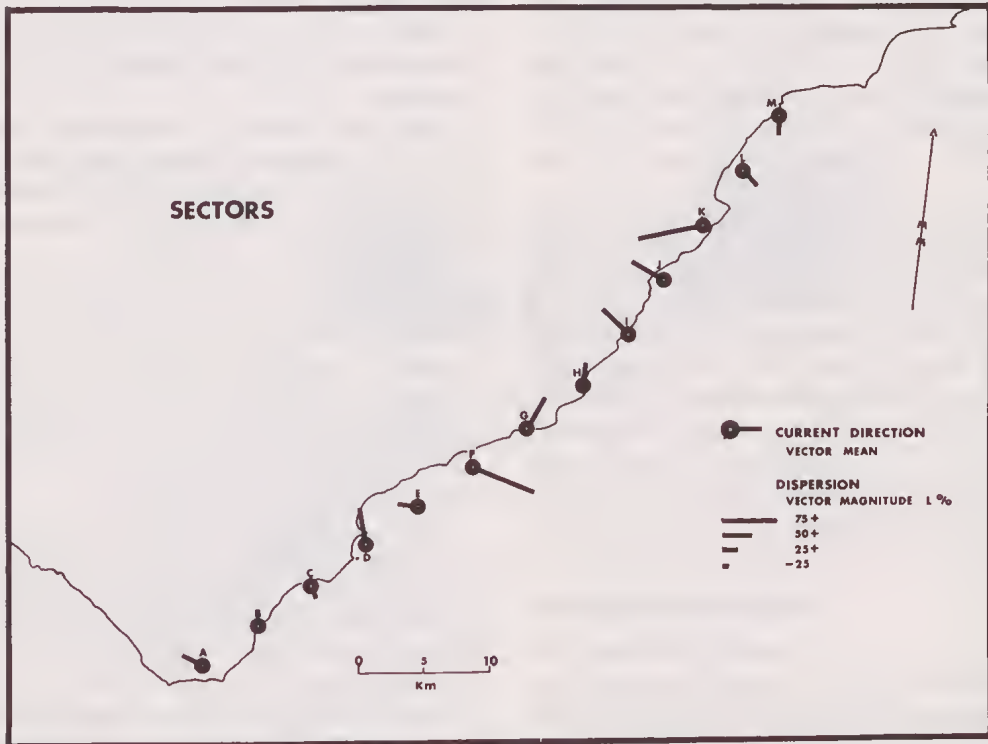 M
L
SECTORS
K
J
I
H
G
CURRENT DIRECTION
VECTOR MEAN
F
DISPERSION
VECTOR MAGNITUDE L %
E
75+
50+
25+
-25
D
C
B
A
0 5 10
Km